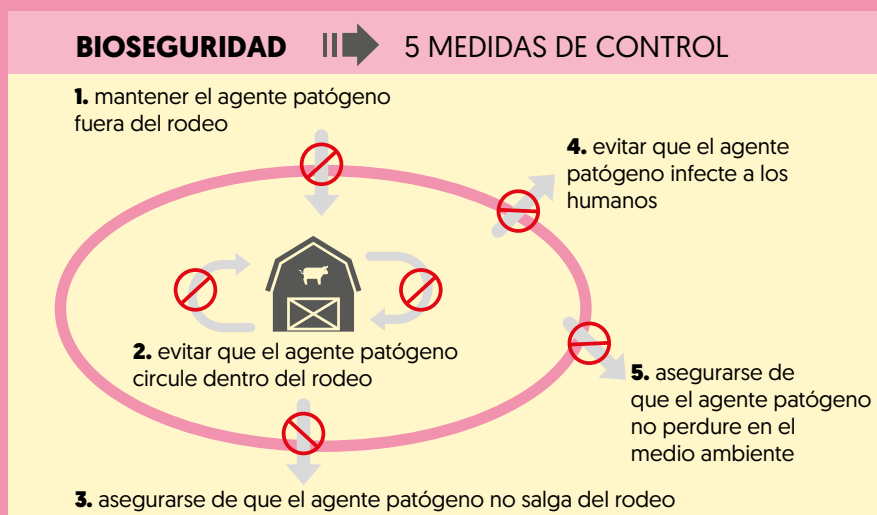 BIOSEGURIDAD 5 MEDIDAS DE CONTROL
1. mantener el agente patógeno
fuera del rodeo
4. evitar que el agente
patógeno infecte a los
humanos
2. evitar que el agente patógeno
circule dentro del rodeo
5. asegurarse de
que el agente patógeno
no perdure en el
medio ambiente
3. asegurarse de que el agente patógeno no salga del rodeo